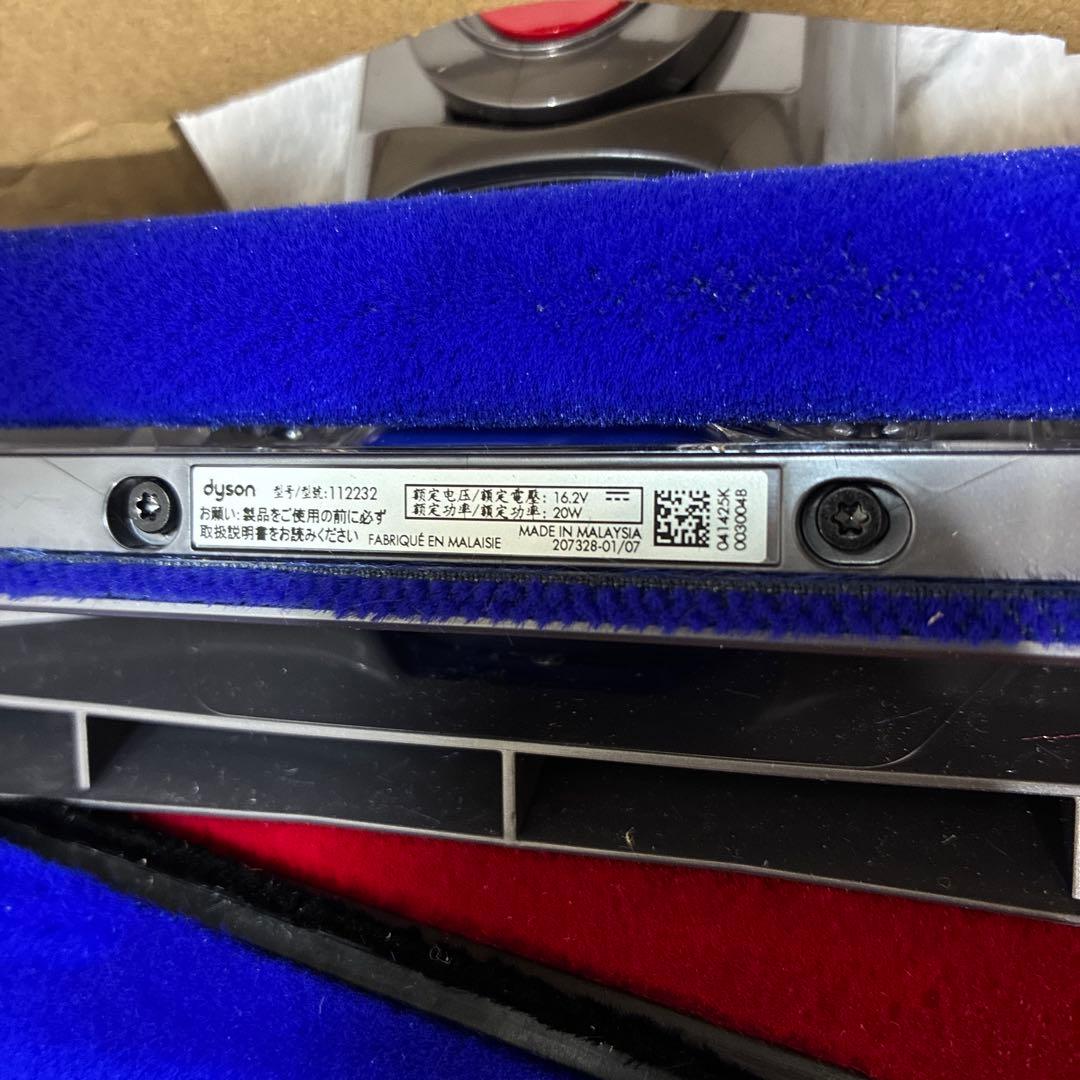 dyson 型号/型號:112232
お願い:製品をご使用の前に必ず
取扱説明書をお読みください FABRIQUÉ EN MALAISIE
额定电压/額定電壓: 16.2V
额定功率/額定功率: 20W
MADE IN MALAYSIA
207328-01/07
041425K
0030048